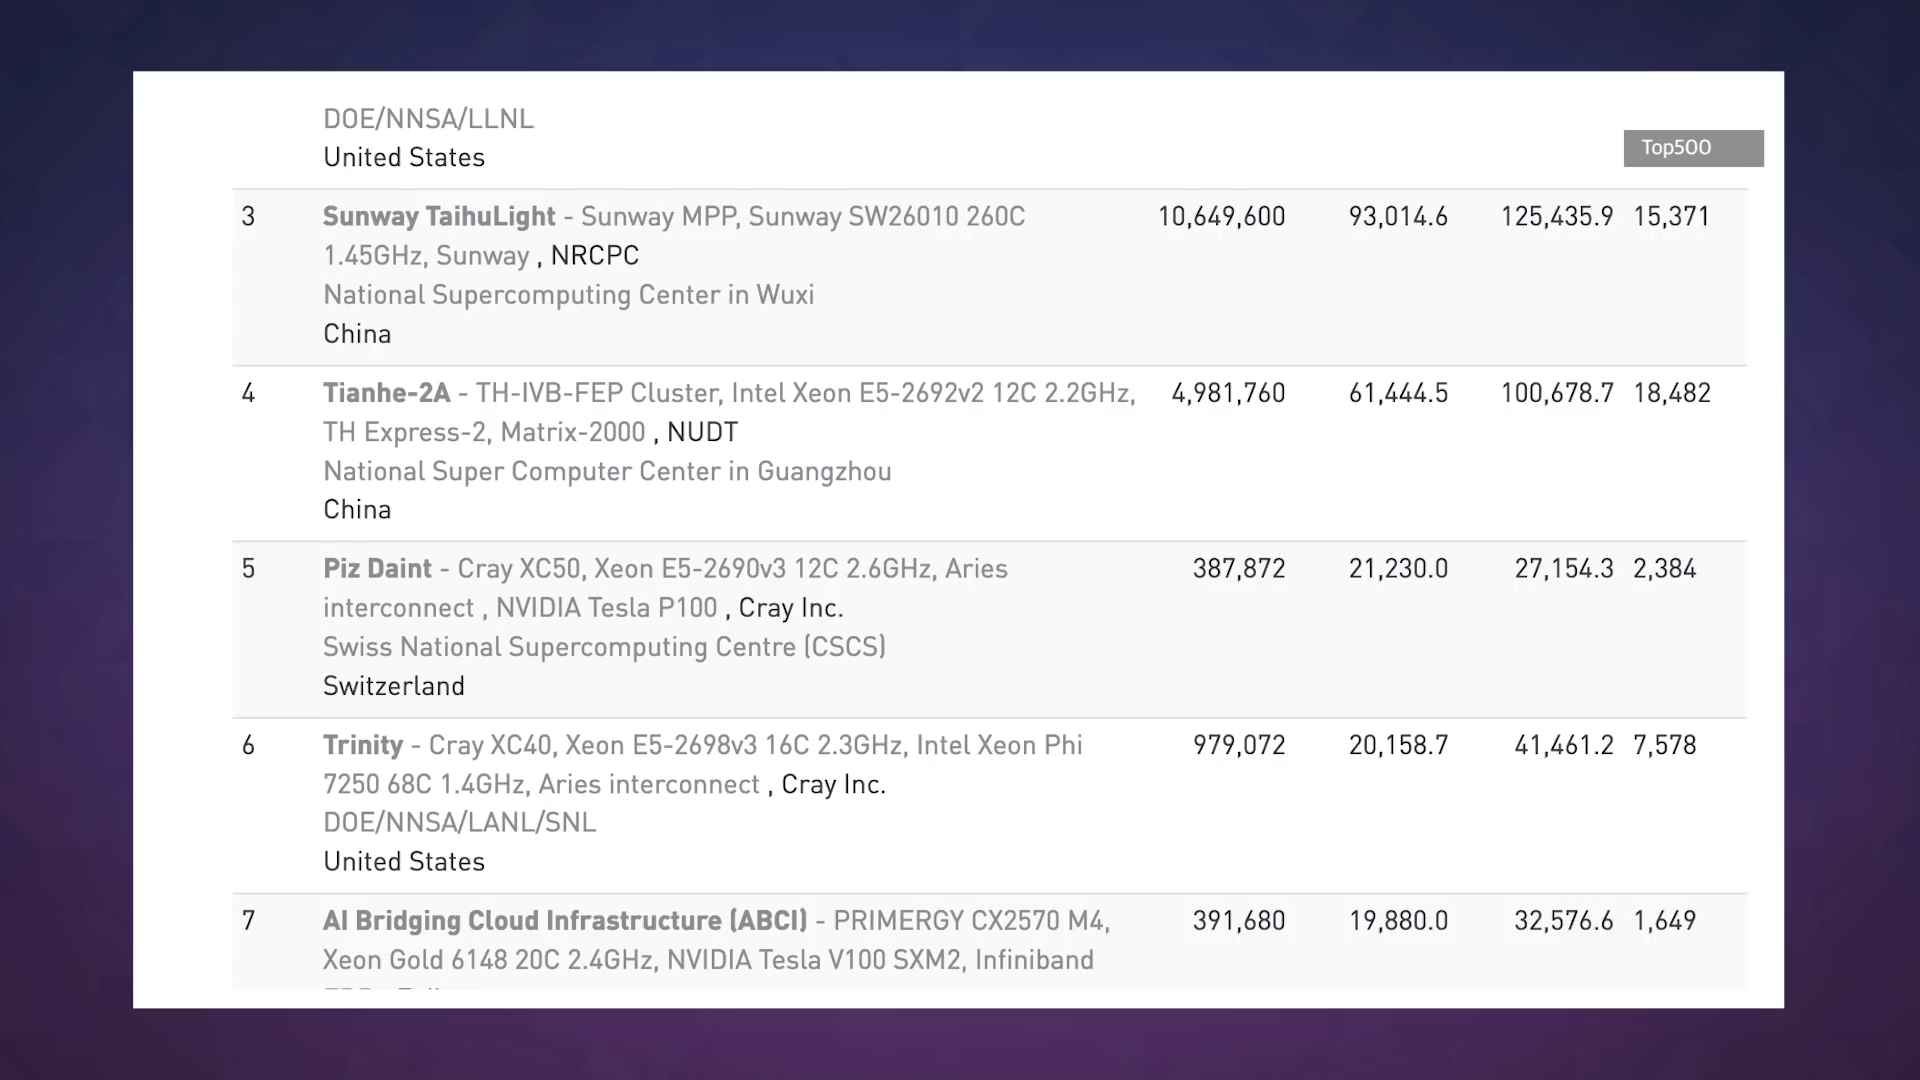 DOE/NNSA/LLNL
United States
Top500
3 Sunway TaihuLight - Sunway MPP, Sunway SW26010 260C 10,649,600 93,014.6 125,435.9 15,371
1.45GHz, Sunway , NRCPC
National Supercomputing Center in Wuxi
China
4 Tianhe-2A - TH-IVB-FEP Cluster, Intel Xeon E5-2692v2 12C 2.2GHz, 4,981,760 61,444.5 100,678.7 18,482
TH Express-2, Matrix-2000 , NUDT
National Super Computer Center in Guangzhou
China
5 Piz Daint - Cray XC50, Xeon E5-2690v3 12C 2.6GHz, Aries 387,872 21,230.0 27,154.3 2,384
interconnect , NVIDIA Tesla P100 , Cray Inc.
Swiss National Supercomputing Centre (CSCS)
Switzerland
6 Trinity - Cray XC40, Xeon E5-2698v3 16C 2.3GHz, Intel Xeon Phi 979,072 20,158.7 41,461.2 7,578
7250 68C 1.4GHz, Aries interconnect , Cray Inc.
DOE/NNSA/LANL/SNL
United States
7 AI Bridging Cloud Infrastructure (ABCI) - PRIMERGY CX2570 M4, 391,680 19,880.0 32,576.6 1,649
Xeon Gold 6148 20C 2.4GHz, NVIDIA Tesla V100 SXM2, Infiniband